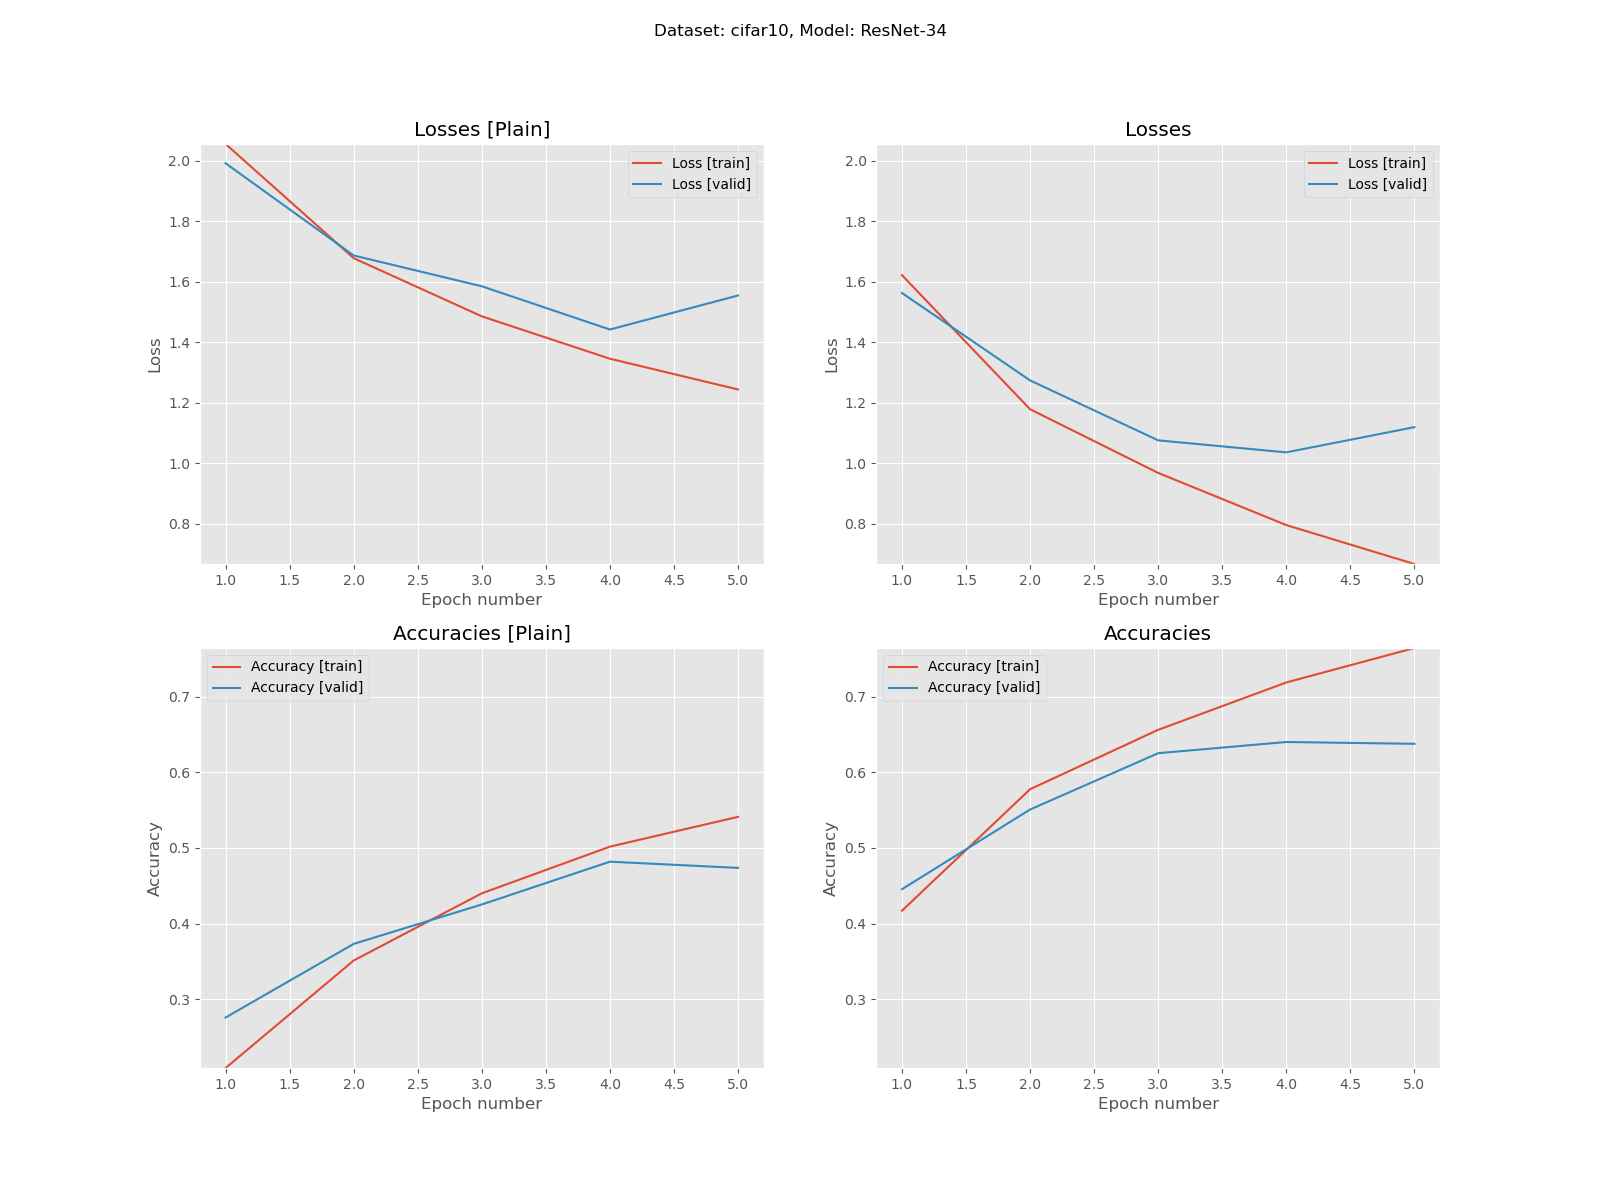 Dataset: cifar10, Model: ResNet-34
Losses [Plain]
Loss [train]
Loss [valid]
2.0
1.8
1.6
1.4
1.2
1.0
0.8
Loss
1.0 1.5 2.0 2.5 3.0 3.5 4.0 4.5 5.0
Epoch number
Losses
Loss [train]
Loss [valid]
2.0
1.8
1.6
1.4
1.2
1.0
0.8
Loss
1.0 1.5 2.0 2.5 3.0 3.5 4.0 4.5 5.0
Epoch number
Accuracies [Plain]
Accuracy [train]
Accuracy [valid]
0.7
0.6
0.5
0.4
0.3
Accuracy
1.0 1.5 2.0 2.5 3.0 3.5 4.0 4.5 5.0
Epoch number
Accuracies
Accuracy [train]
Accuracy [valid]
0.7
0.6
0.5
0.4
0.3
Accuracy
1.0 1.5 2.0 2.5 3.0 3.5 4.0 4.5 5.0
Epoch number